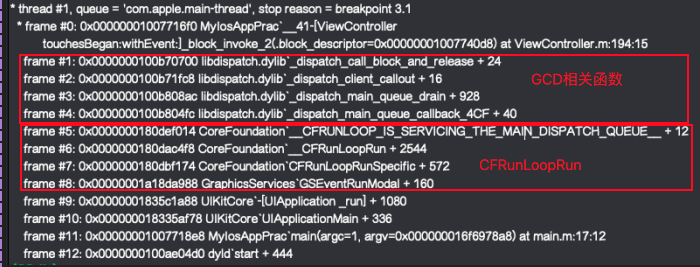 * thread #1, queue = 'com.apple.main-thread', stop reason = breakpoint 3.1
* frame #0: 0x00000001007716f0 MyIosAppPrac`__41-[ViewController
touchesBegan:withEvent:]_block_invoke_2(.block_descriptor=0x00000001007740d8) at ViewController.m:194:15
frame #1: 0x0000000100b70700 libdispatch.dylib`_dispatch_call_block_and_release + 24
frame #2: 0x0000000100b71fc8 libdispatch.dylib`_dispatch_client_callout + 16
GCD相关函数
frame #3: 0x0000000100b808ac libdispatch.dylib`_dispatch_main_queue_drain + 928
frame #4: 0x0000000100b804fc libdispatch.dylib`_dispatch_main_queue_callback_4CF + 40
frame #5: 0x0000000180def014 CoreFoundation`__CFRUNLOOP_IS_SERVICING_THE_MAIN_DISPATCH_QUEUE__ + 12
frame #6: 0x0000000180dac4f8 CoreFoundation`__CFRunLoopRun + 2544
CFRunLoopRun
frame #7: 0x0000000180dbf174 CoreFoundation`CFRunLoopRunSpecific + 572
frame #8: 0x00000001a18da988 GraphicsServices`GSEventRunModal + 160
frame #9: 0x00000001835c1a88 UIKitCore`-[UIApplication _run] + 1080
frame #10: 0x000000018335af78 UIKitCore`UIApplicationMain + 336
frame #11: 0x00000001007718e8 MyIosAppPrac`main(argc=1, argv=0x000000016f6978a8) at main.m:17:12
frame #12: 0x0000000100ae04d0 dyld`start + 444